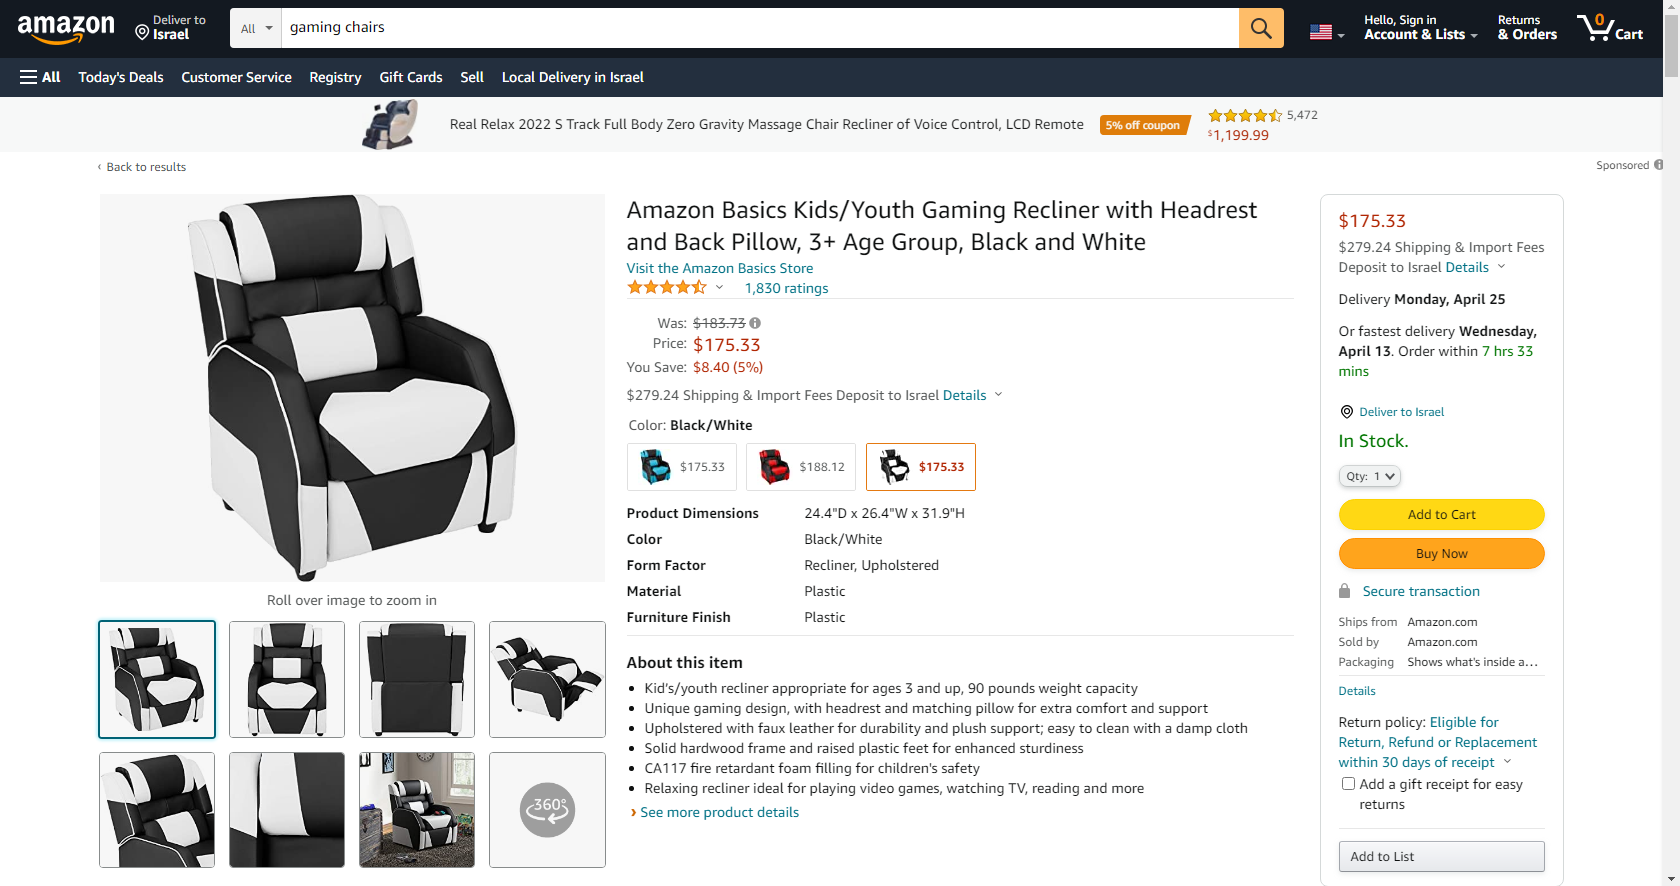 amazon
Deliver to
Israel
All
gaming chairs
Hello, Sign in
Account & Lists
Returns
& Orders
0
Cart
All
Today's Deals
Customer Service
Registry
Gift Cards
Sell
Local Delivery in Israel
Real Relax 2022 S Track Full Body Zero Gravity Massage Chair Recliner of Voice Control, LCD Remote
5% off coupon
5,472
$1,199.99
‹ Back to results
Sponsored
Amazon Basics Kids/Youth Gaming Recliner with Headrest
and Back Pillow, 3+ Age Group, Black and White
Visit the Amazon Basics Store
1,830 ratings
Was: $183.73
Price: $175.33
You Save: $8.40 (5%)
$279.24 Shipping & Import Fees Deposit to Israel Details
Color: Black/White
$175.33
$188.12
$175.33
Product Dimensions 24.4"D x 26.4"W x 31.9"H
Color Black/White
Form Factor Recliner, Upholstered
Material Plastic
Furniture Finish Plastic
About this item
• Kid's/youth recliner appropriate for ages 3 and up, 90 pounds weight capacity
• Unique gaming design, with headrest and matching pillow for extra comfort and support
• Upholstered with faux leather for durability and plush support; easy to clean with a damp cloth
• Solid hardwood frame and raised plastic feet for enhanced sturdiness
• CA117 fire retardant foam filling for children's safety
• Relaxing recliner ideal for playing video games, watching TV, reading and more
› See more product details
Roll over image to zoom in
360°
$175.33
$279.24 Shipping & Import Fees
Deposit to Israel Details
Delivery Monday, April 25
Or fastest delivery Wednesday,
April 13. Order within 7 hrs 33
mins
Deliver to Israel
In Stock.
Qty: 1
Add to Cart
Buy Now
Secure transaction
Ships from Amazon.com
Sold by Amazon.com
Packaging Shows what's inside a...
Details
Return policy: Eligible for
Return, Refund or Replacement
within 30 days of receipt
Add a gift receipt for easy
returns
Add to List